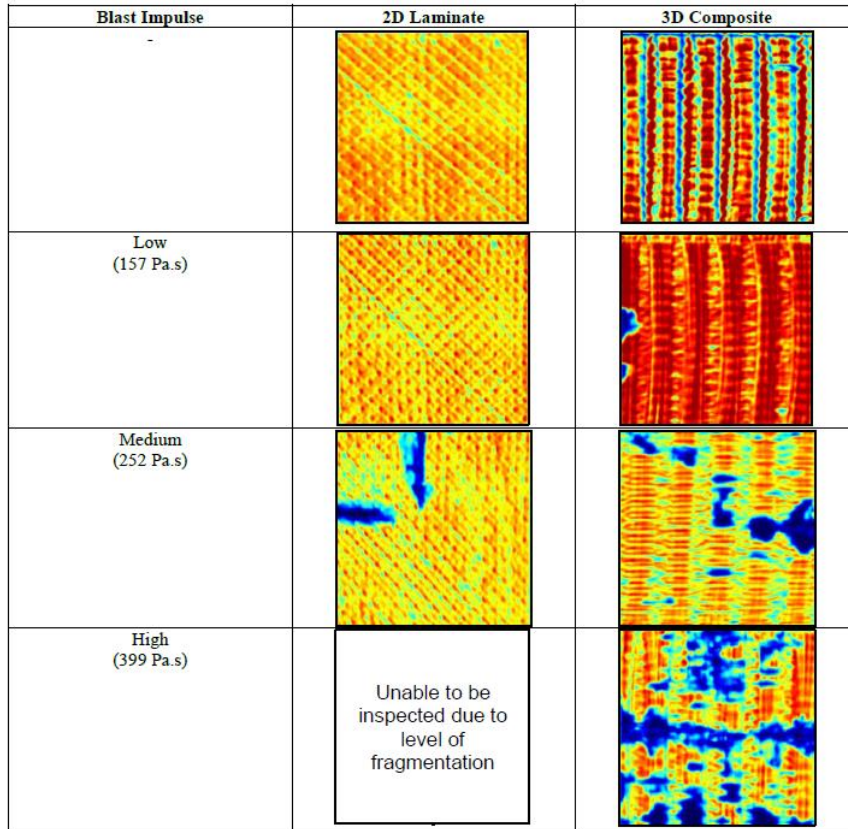 Blast Impulse
2D Laminate
3D Composite
-
Low
(157 Pa.s)
Medium
(252 Pa.s)
High
(399 Pa.s)
Unable to be
inspected due to
level of
fragmentation